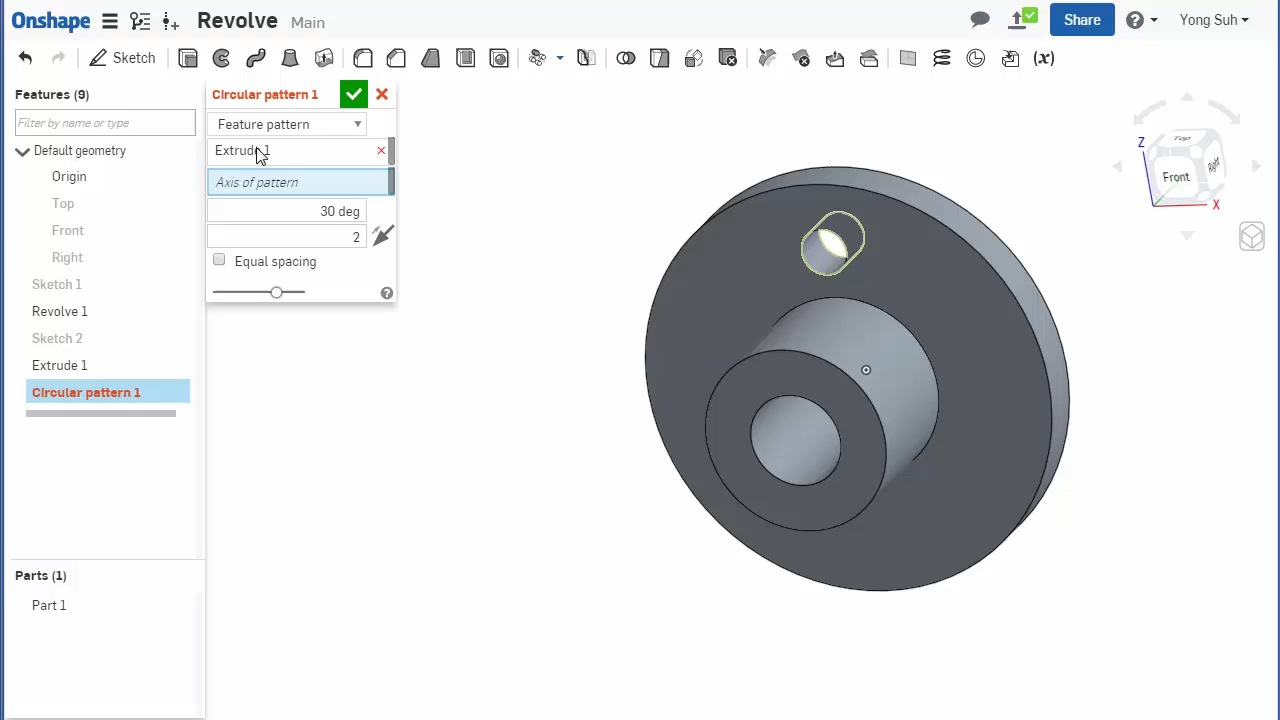 Onshape Revolve Main Share Yong Suh
Sketch (x)
Features (9)
Filter by name or type
Default geometry
Origin
Top
Front
Right
Sketch 1
Revolve 1
Sketch 2
Extrude 1
Circular pattern 1
Parts (1)
Part 1
Circular pattern 1
Feature pattern
Extrude 1
Axis of pattern
30 deg
2
Equal spacing
Top
Z
Front
Right
X